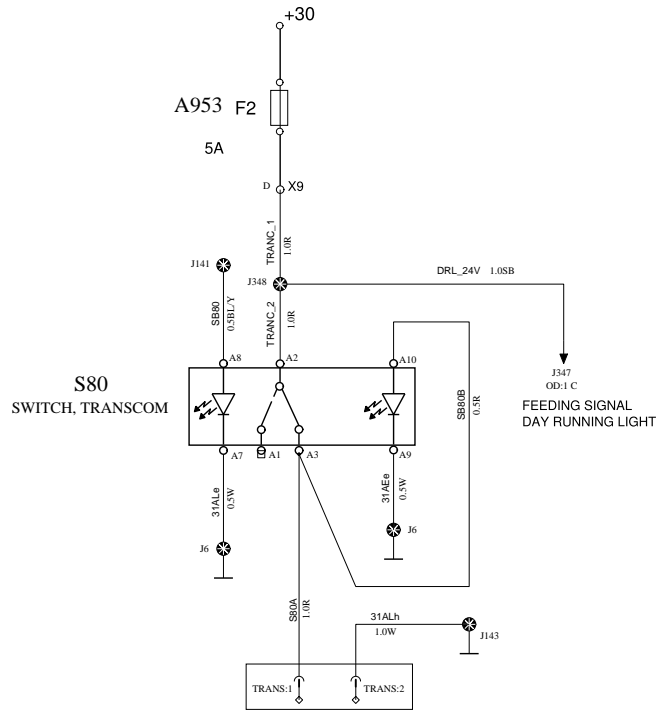 +30
A953 F2
5A
D X9
TRANC_1
1.0R
J141
J348
DRL_24V 1.0SB
SB80
0.5BL/Y
TRANC_2
1.0R
A8
A2
A10
J347
OD:1 C
S80
SWITCH, TRANSCOM
SB80B
0.5R
FEEDING SIGNAL
DAY RUNNING LIGHT
A7
A1
A3
A9
31ALe
0.5W
31AEe
0.5W
J6
J6
S80A
1.0R
31ALh
1.0W
J143
TRANS:1
TRANS:2